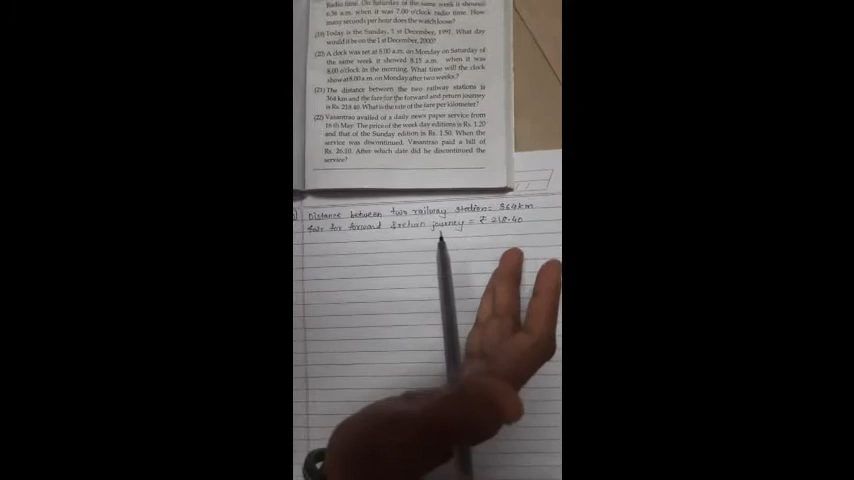 Radio time. On Saturday of the same week it showed
6.56 a.m. when it was 7.00 o'clock radio time. How
many seconds per hour does the watch loose?
(19) Today is the Sunday, 1 st December, 1991. What day
would it be on the 1 st December, 2000?
(20) A clock was set at 8.00 a.m. on Monday on Saturday of
the same week it showed 8.15 a.m. when it was
8.00 o'clock in the morning. What time will the clock
show at 8.00 a.m. on Monday after two weeks?
(21) The distance between the two railway stations is
364 km and the fare for the forward and return journey
is Rs. 218.40. What is the rate of the fare per kilometer?
(22) Vasantrao availed of a daily news paper service from
16 th May. The price of the week day editions is Rs. 1.20
and that of the Sunday edition is Rs. 1.50. When the
service was discontinued. Vasantrao paid a bill of
Rs. 26.10. After which date did he discontinued the
service?
Distance between two railway station = 364km
fair for forward & return journey = ₹ 218.40